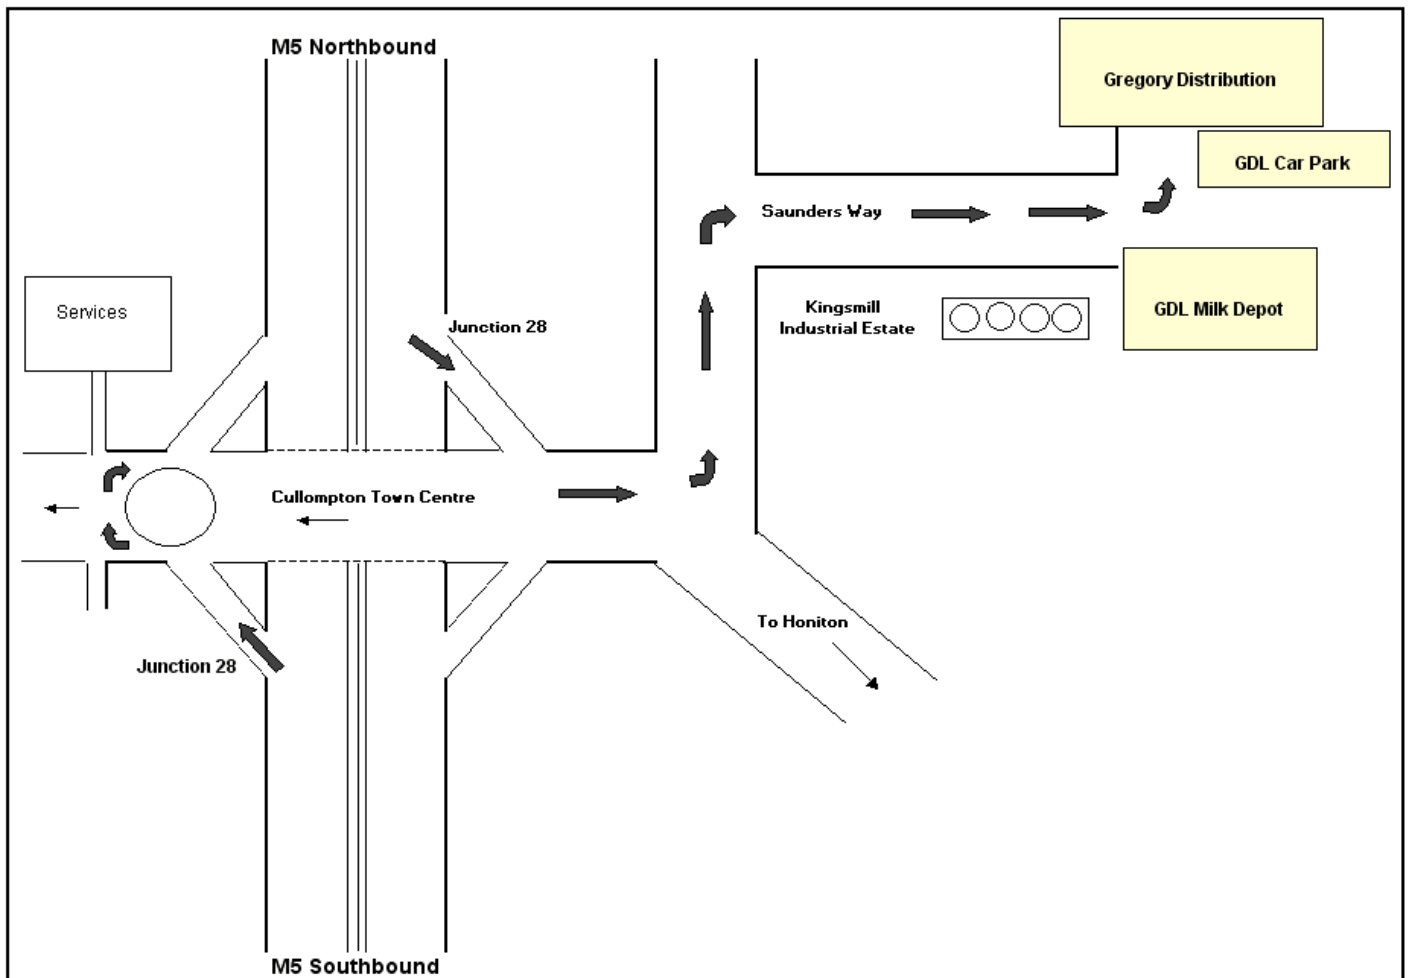 M5 Northbound
Gregory Distribution
GDL Car Park
Saunders Way
Services
Kingsmill
Industrial Estate
GDL Milk Depot
Junction 28
Cullompton Town Centre
To Honiton
Junction 28
M5 Southbound